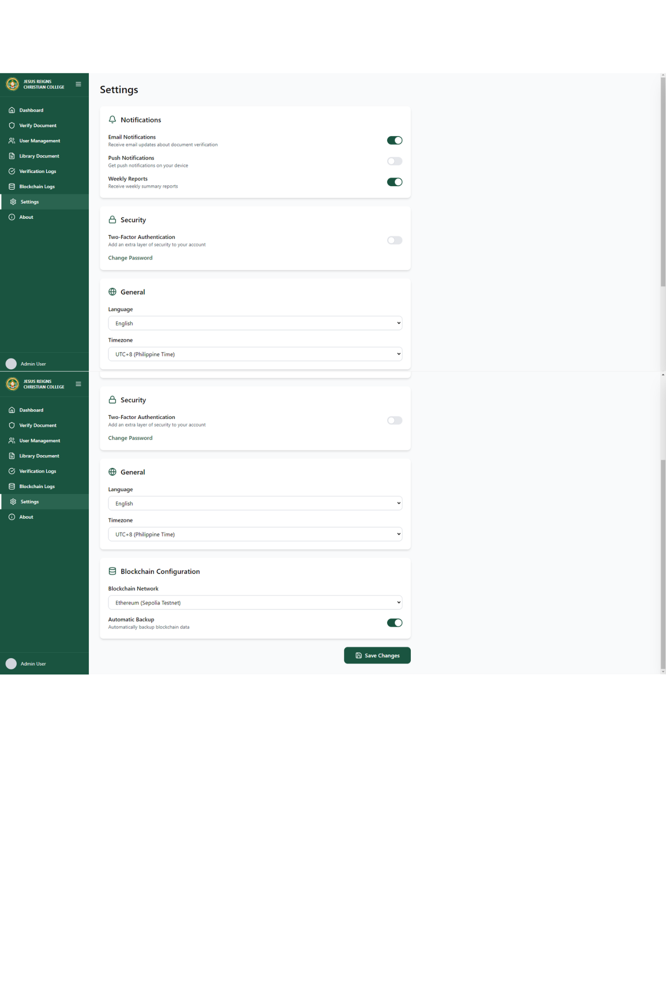 JESUS REIGNS
CHRISTIAN COLLEGE
Dashboard
Verify Document
User Management
Library Document
Verification Logs
Blockchain Logs
Settings
About
Admin User
Settings
Notifications
Email Notifications
Receive email updates about document verification
Push Notifications
Get push notifications on your device
Weekly Reports
Receive weekly summary reports
Security
Two-Factor Authentication
Add an extra layer of security to your account
Change Password
General
Language
English
Timezone
UTC+8 (Philippine Time)
JESUS REIGNS
CHRISTIAN COLLEGE
Dashboard
Verify Document
User Management
Library Document
Verification Logs
Blockchain Logs
Settings
About
Admin User
Security
Two-Factor Authentication
Add an extra layer of security to your account
Change Password
General
Language
English
Timezone
UTC+8 (Philippine Time)
Blockchain Configuration
Blockchain Network
Ethereum (Sepolia Testnet)
Automatic Backup
Automatically backup blockchain data
Save Changes